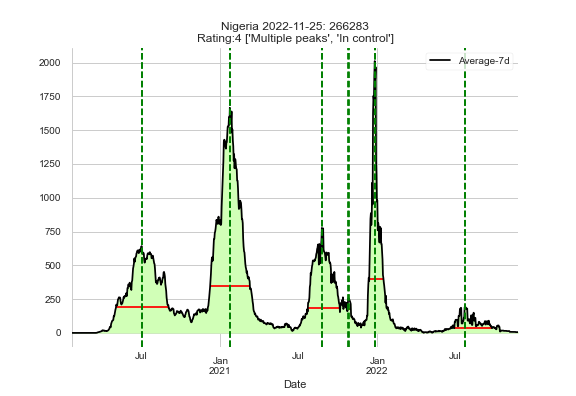 Nigeria 2022-11-25: 266283
Rating:4 ['Multiple peaks', 'In control']
Average-7d
2000
1750
1500
1250
1000
750
500
250
0
Jul
Jan
2021
Jul
Jan
2022
Jul
Date